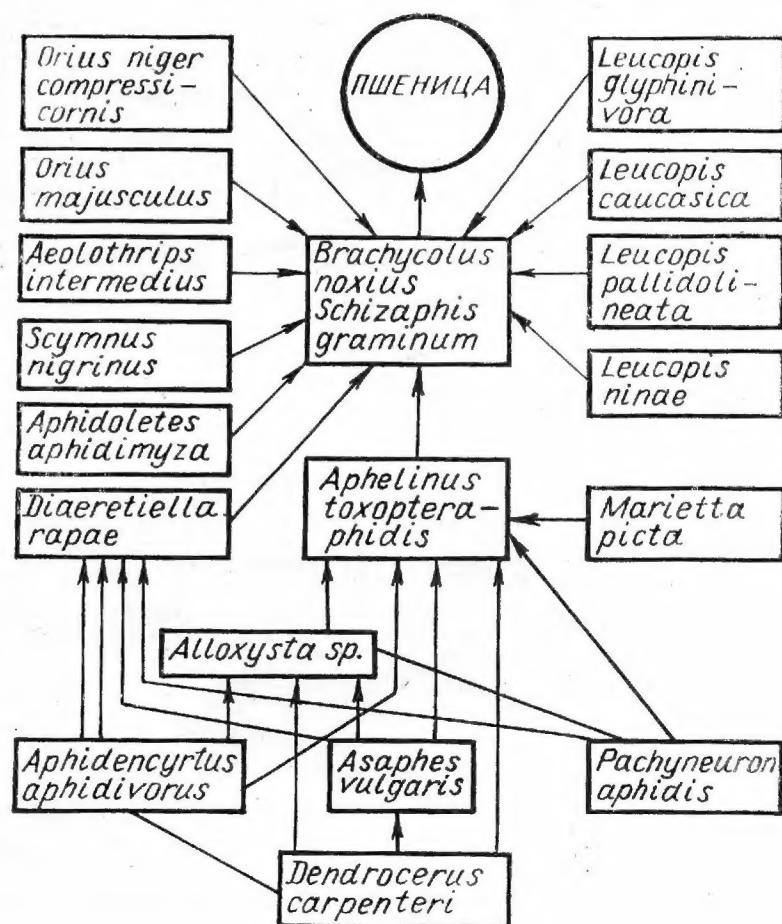 Orius niger
compressi-
cornis
ПШЕНИЦА
Leucopis
glyphini-
vora
Orius
majusculus
Leucopis
caucasica
Aeolothrips
intermedius
Brachycolus
noxius
Schizaphis
graminum
Leucopis
pallidoli-
neata
Scymnus
nigrinus
Leucopis
ninae
Aphidoletes
aphidimyza
Diaeretiella
rapae
Aphelinus
toxoptera-
phidis
Marietta
picta
Alloxysta sp.
Aphidencyrtus
aphidivorus
Asaphes
vulgaris
Pachyneuron
aphidis
Dendrocerus
carpenteri